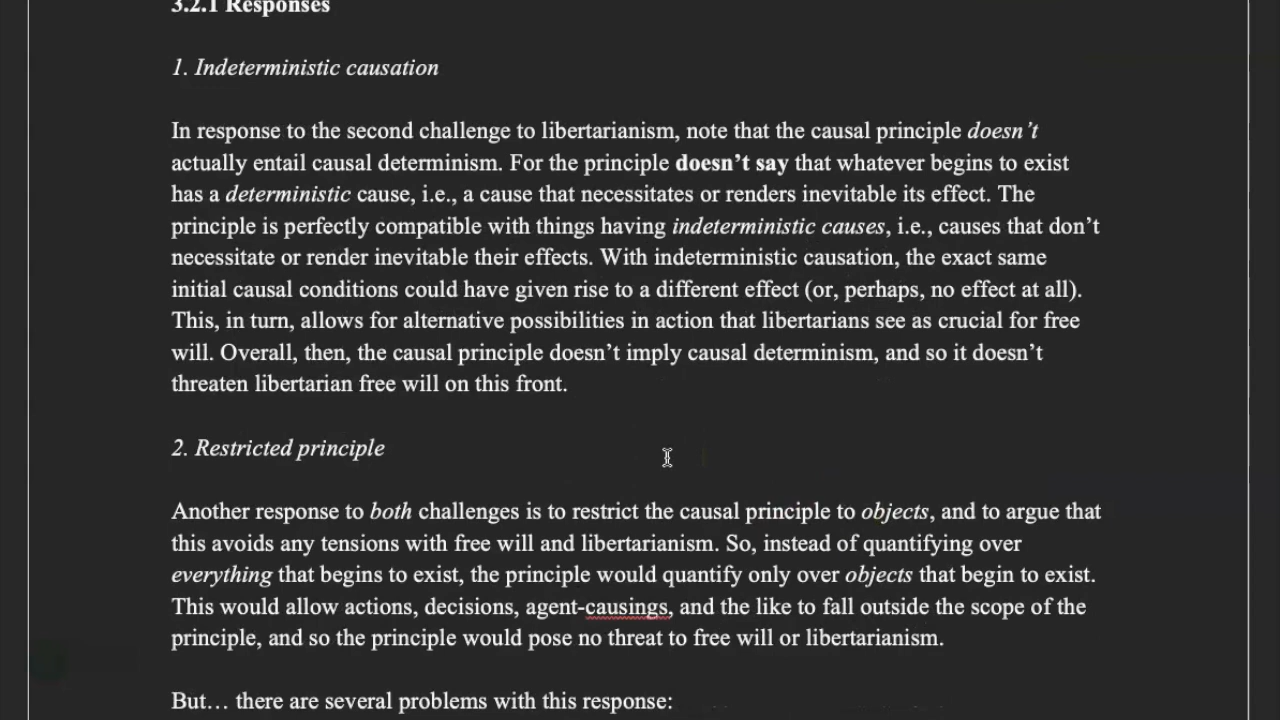 3.2.1 Responses
1. Indeterministic causation
In response to the second challenge to libertarianism, note that the causal principle doesn’t
actually entail causal determinism. For the principle doesn’t say that whatever begins to exist
has a deterministic cause, i.e., a cause that necessitates or renders inevitable its effect. The
principle is perfectly compatible with things having indeterministic causes, i.e., causes that don’t
necessitate or render inevitable their effects. With indeterministic causation, the exact same
initial causal conditions could have given rise to a different effect (or, perhaps, no effect at all).
This, in turn, allows for alternative possibilities in action that libertarians see as crucial for free
will. Overall, then, the causal principle doesn’t imply causal determinism, and so it doesn’t
threaten libertarian free will on this front.
2. Restricted principle
Another response to both challenges is to restrict the causal principle to objects, and to argue that
this avoids any tensions with free will and libertarianism. So, instead of quantifying over
everything that begins to exist, the principle would quantify only over objects that begin to exist.
This would allow actions, decisions, agent-causings, and the like to fall outside the scope of the
principle, and so the principle would pose no threat to free will or libertarianism.
But… there are several problems with this response: